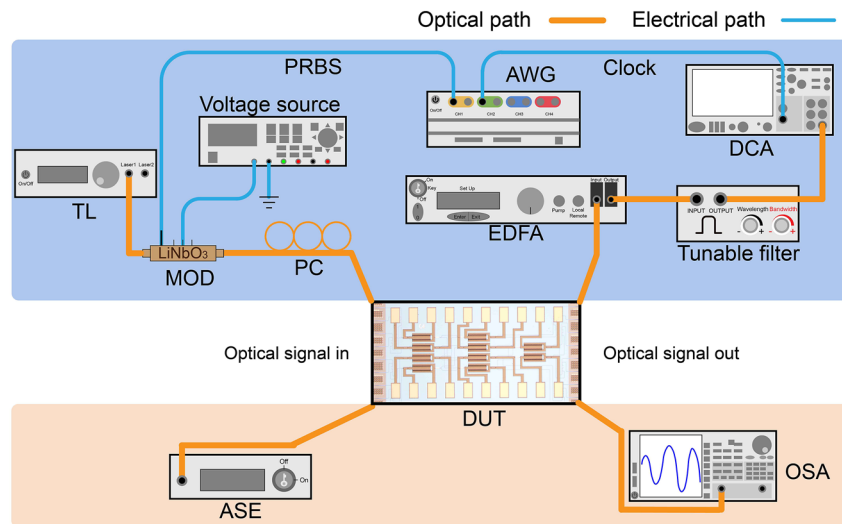 Optical path
Electrical path
PRBS
AWG
Clock
Voltage source
On/Off
CH1 CH2 CH3 CH4
DCA
Laser1 Laser2
On/Off
TL
On
Key
Off
Set Up
Enter Exit
Pump
Local
Remote
Input Output
EDFA
INPUT OUTPUT
Wavelength Bandwidth
- + - +
Tunable filter
LiNbO3
MOD
PC
Optical signal in
Optical signal out
DUT
Off
On
ASE
OSA